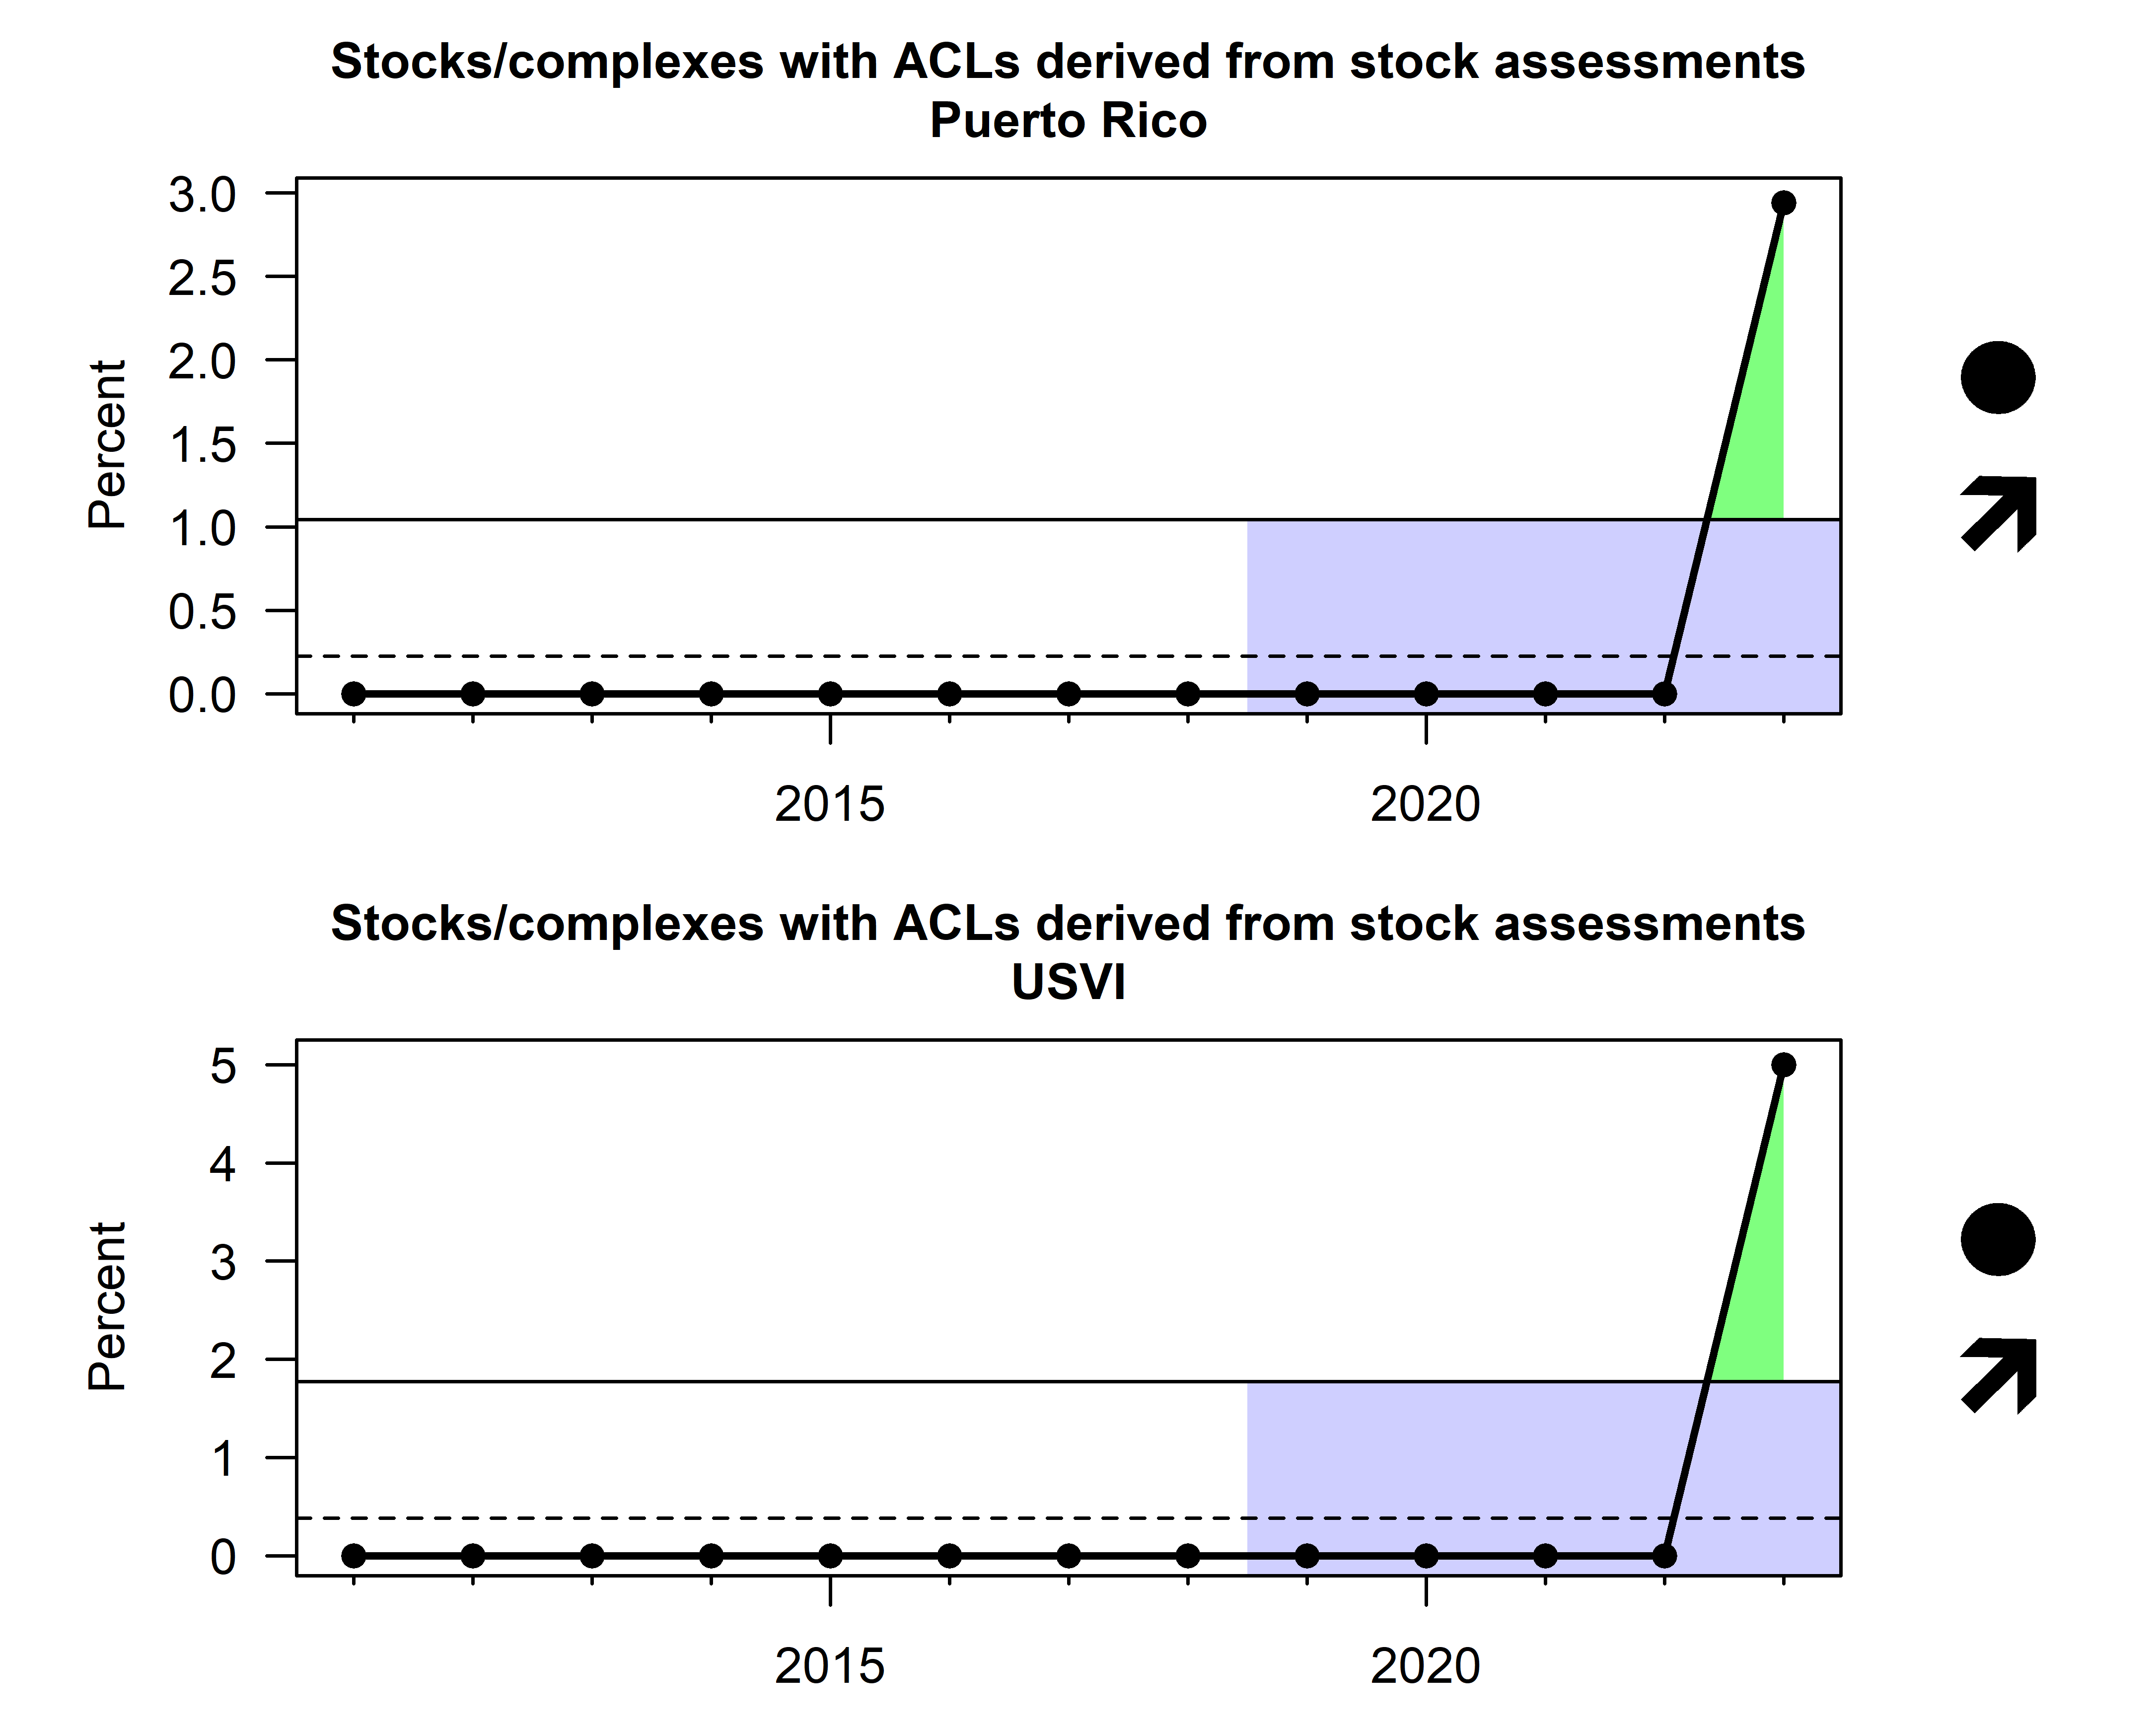 Stocks/complexes with ACLs derived from stock assessments
Puerto Rico
Percent
3.0
2.5
2.0
1.5
1.0
0.5
0.0
2015 2020
Stocks/complexes with ACLs derived from stock assessments
USVI
Percent
5
4
3
2
1
0
2015 2020